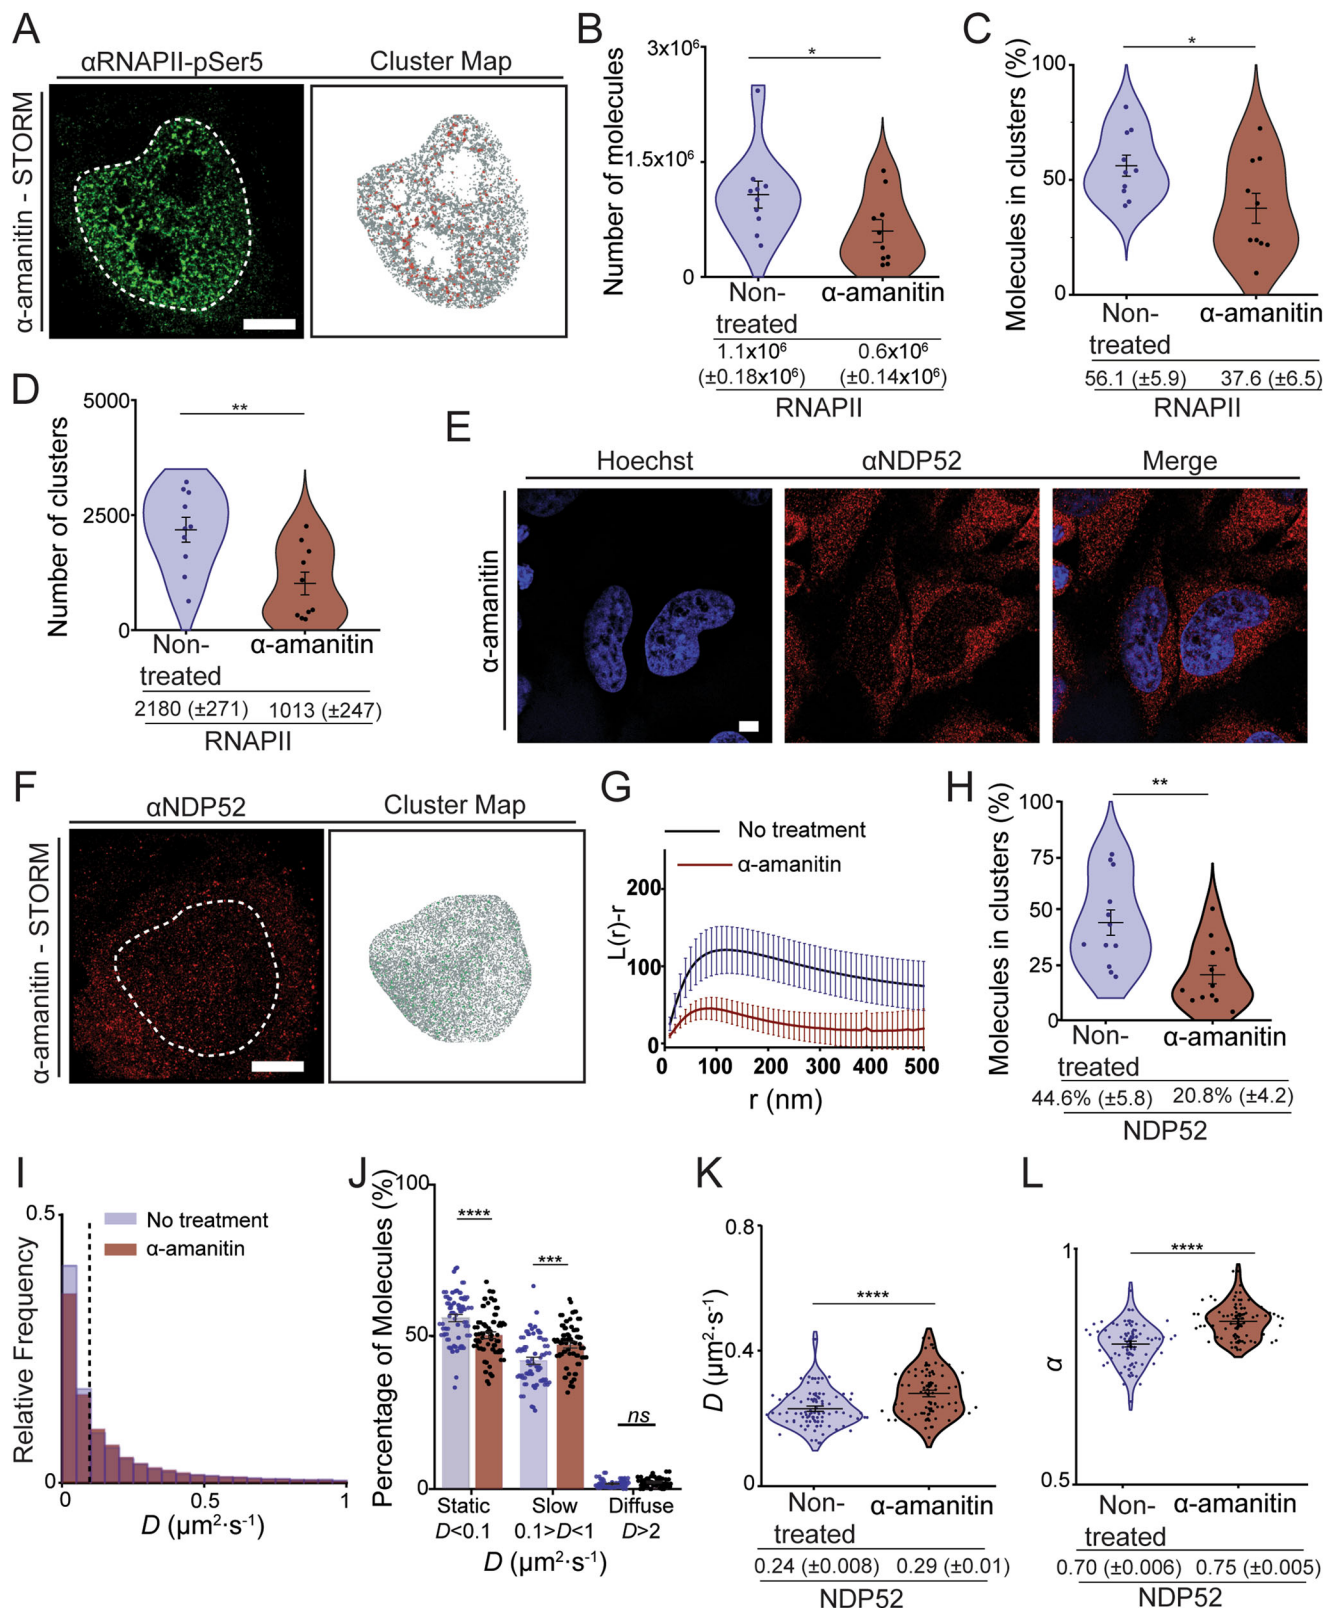 A
αRNAPII-pSer5
Cluster Map
α-amanitin - STORM
B
Number of molecules
3x10⁶
1.5x10⁶
0
*
Non-
treated
α-amanitin
1.1x10⁶
(±0.18x10⁶)
0.6x10⁶
(±0.14x10⁶)
RNAPII
C
Molecules in clusters (%)
100
50
0
*
Non-
treated
α-amanitin
56.1 (±5.9)
37.6 (±6.5)
RNAPII
D
Number of clusters
5000
2500
0
**
Non-
treated
α-amanitin
2180 (±271)
1013 (±247)
RNAPII
E
Hoechst
αNDP52
Merge
α-amanitin
F
αNDP52
Cluster Map
α-amanitin - STORM
G
No treatment
α-amanitin
L(r)-r
200
100
0
0 100 200 300 400 500
r (nm)
H
Molecules in clusters (%)
100
75
50
25
0
**
Non-
treated
α-amanitin
44.6% (±5.8)
20.8% (±4.2)
NDP52
I
Relative Frequency
0.5
0
No treatment
α-amanitin
0 0.5 1
D (μm²·s⁻¹)
J
Percentage of Molecules (%)
100
50
0
****
***
ns
Static
D<0.1
Slow
0.1>D<1
Diffuse
D>2
D (μm²·s⁻¹)
K
D (μm²·s⁻¹)
0.8
0.4
0
****
Non-
treated
α-amanitin
0.24 (±0.008)
0.29 (±0.01)
NDP52
L
α
1
0.5
****
Non-
treated
α-amanitin
0.70 (±0.006)
0.75 (±0.005)
NDP52